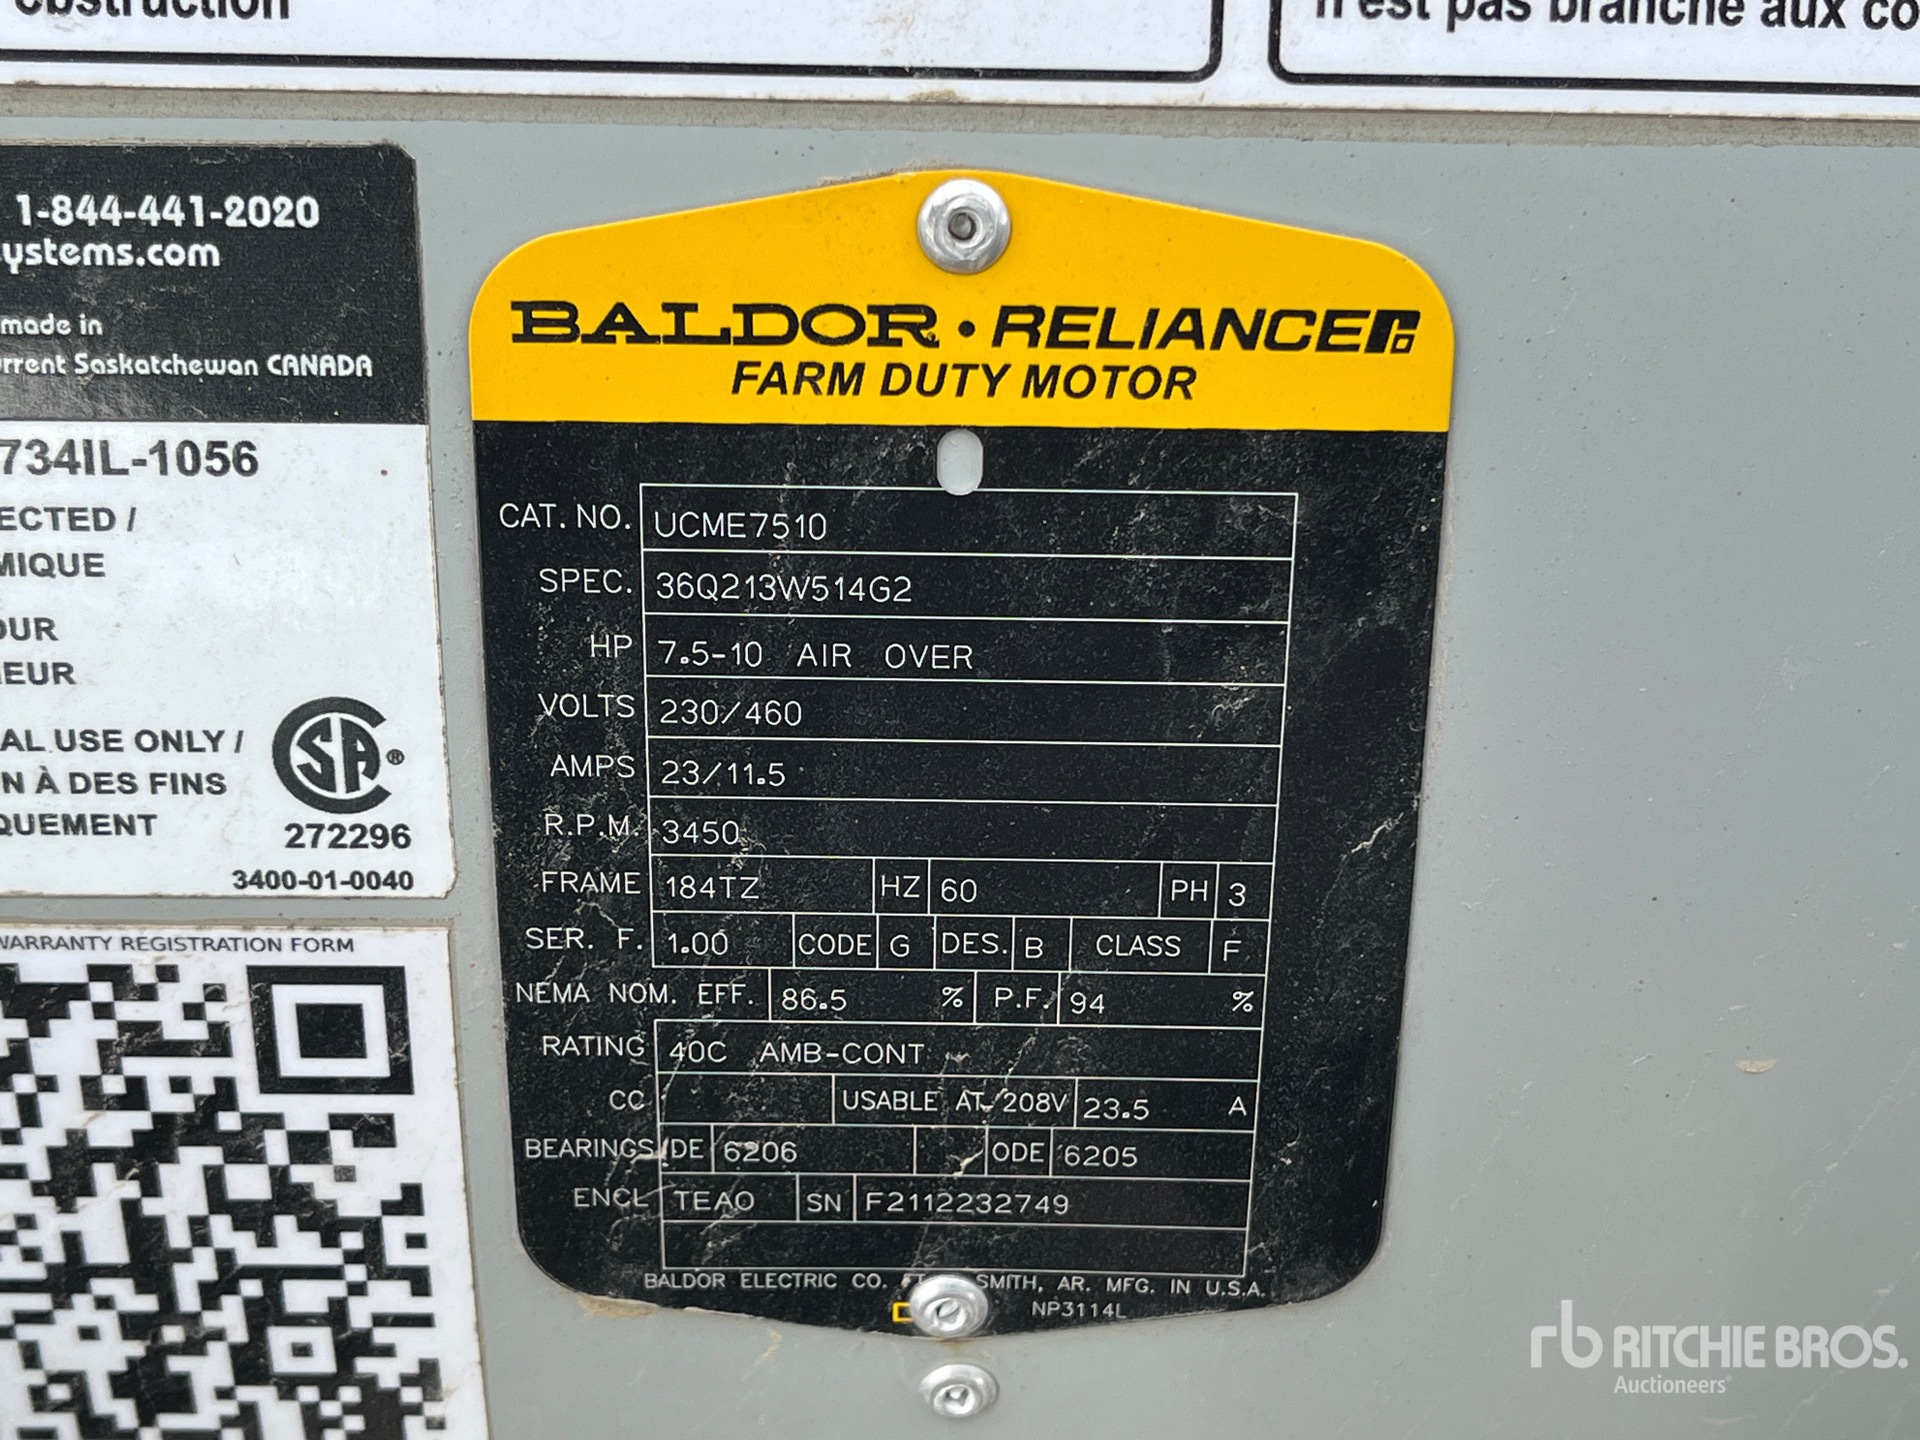 obstruction
n'est pas branché aux co
1-844-441-2020
ystems.com
made in
rrent Saskatchewan CANADA
734IL-1056
ECTED /
MIQUE
OUR
IEUR
AL USE ONLY /
N À DES FINS
QUEMENT
SA®
272296
3400-01-0040
WARRANTY REGISTRATION FORM
BALDOR • RELIANCE
FARM DUTY MOTOR
CAT. NO. UCME7510
SPEC. 36Q213W514G2
HP 7.5-10 AIR OVER
VOLTS 230/460
AMPS 23/11.5
R.P.M. 3450
FRAME 184TZ HZ 60 PH 3
SER. F. 1.00 CODE G DES. B CLASS F
NEMA NOM. EFF. 86.5 % P.F. 94 %
RATING 40C AMB-CONT
CC USABLE AT 208V 23.5 A
BEARINGS DE 6206 ODE 6205
ENCL TEAO SN F2112232749
BALDOR ELECTRIC CO. SMITH, AR. MFG. IN U.S.A.
NP3114L
rb RITCHIE BROS.
Auctioneers